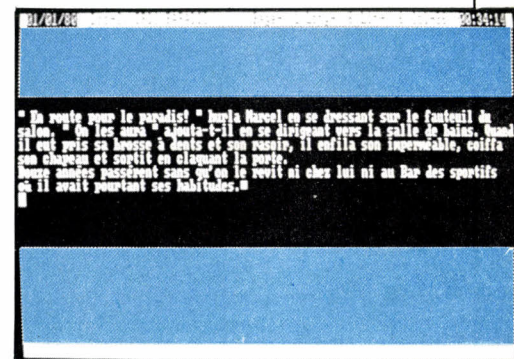 01/01/80 00:34:14
" En route pour le paradis! " hurla Marcel en se dressant sur le fauteuil du
salon. " On les aura " ajouta-t-il en se dirigeant vers la salle de bains. Quand
il eut pris sa brosse à dents et son rasoir, il enfila son imperméable, coiffa
son chapeau et sortit en claquant la porte.
Douze années passèrent sans qu'on le revit ni chez lui ni au Bar des sportifs
où il avait pourtant ses habitudes.